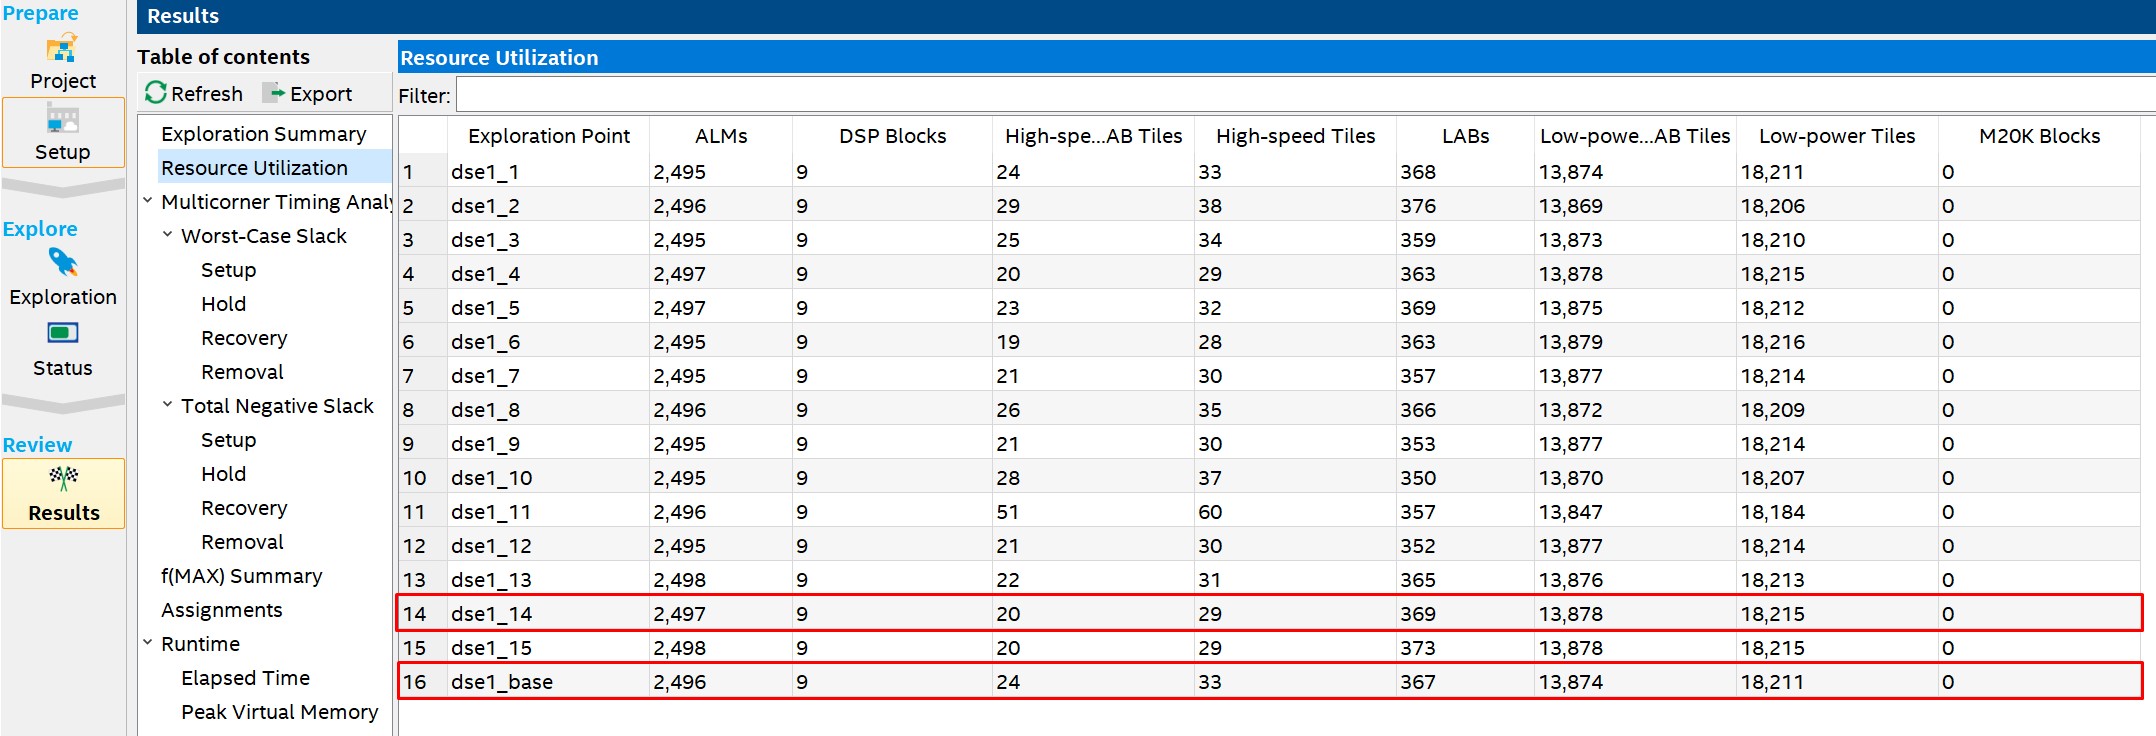 Prepare
Project
Setup
Explore
Exploration
Status
Review
Results
Results
Table of contents
Refresh Export
Exploration Summary
Resource Utilization
Multicorner Timing Analy
Worst-Case Slack
Setup
Hold
Recovery
Removal
Total Negative Slack
Setup
Hold
Recovery
Removal
f(MAX) Summary
Assignments
Runtime
Elapsed Time
Peak Virtual Memory
Resource Utilization
Filter:
Exploration Point ALMs DSP Blocks High-spe...AB Tiles High-speed Tiles LABs Low-powe...AB Tiles Low-power Tiles M20K Blocks
1 dse1_1 2,495 9 24 33 368 13,874 18,211 0
2 dse1_2 2,496 9 29 38 376 13,869 18,206 0
3 dse1_3 2,495 9 25 34 359 13,873 18,210 0
4 dse1_4 2,497 9 20 29 363 13,878 18,215 0
5 dse1_5 2,497 9 23 32 369 13,875 18,212 0
6 dse1_6 2,495 9 19 28 363 13,879 18,216 0
7 dse1_7 2,495 9 21 30 357 13,877 18,214 0
8 dse1_8 2,496 9 26 35 366 13,872 18,209 0
9 dse1_9 2,495 9 21 30 353 13,877 18,214 0
10 dse1_10 2,495 9 28 37 350 13,870 18,207 0
11 dse1_11 2,496 9 51 60 357 13,847 18,184 0
12 dse1_12 2,495 9 21 30 352 13,877 18,214 0
13 dse1_13 2,498 9 22 31 365 13,876 18,213 0
14 dse1_14 2,497 9 20 29 369 13,878 18,215 0
15 dse1_15 2,498 9 20 29 373 13,878 18,215 0
16 dse1_base 2,496 9 24 33 367 13,874 18,211 0